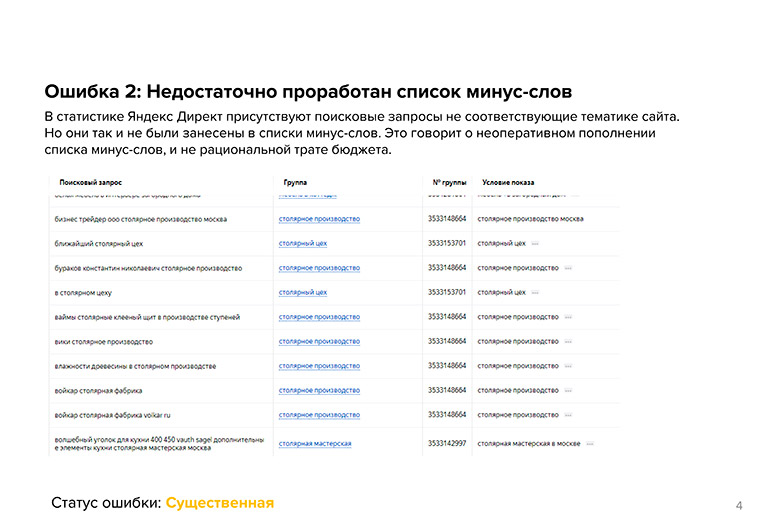 Ошибка 2: Недостаточно проработан список минус-слов
В статистике Яндекс Директ присутствуют поисковые запросы не соответствующие тематике сайта.
Но они так и не были занесены в списки минус-слов. Это говорит о неоперативном пополнении
списка минус-слов, и не рациональной трате бюджета.
Поисковый запрос Группа № группы Условие показа
бизнес трейдер ооо столярное производство москва столярное производство 3533148664 столярное производство москва
ближайший столярный цех столярный цех 3533153701 столярный цех
бураков константин николаевич столярное производство столярное производство 3533148664 столярное производство
в столярном цеху столярный цех 3533153701 столярный цех
ваймы столярные клееный щит в производстве ступеней столярное производство 3533148664 столярное производство
вики столярное производство столярное производство 3533148664 столярное производство
влажности древесины в столярном производстве столярное производство 3533148664 столярное производство
войкар столярная фабрика столярное производство 3533148664 столярное производство
войкар столярная фабрика volkar ru столярное производство 3533148664 столярное производство
волшебный уголок для кухни 400 450 vauth sagel дополнительны
е элементы кухни столярная мастерская москва столярная мастерская 3533142997 столярная мастерская в москве
Статус ошибки: Существенная
4